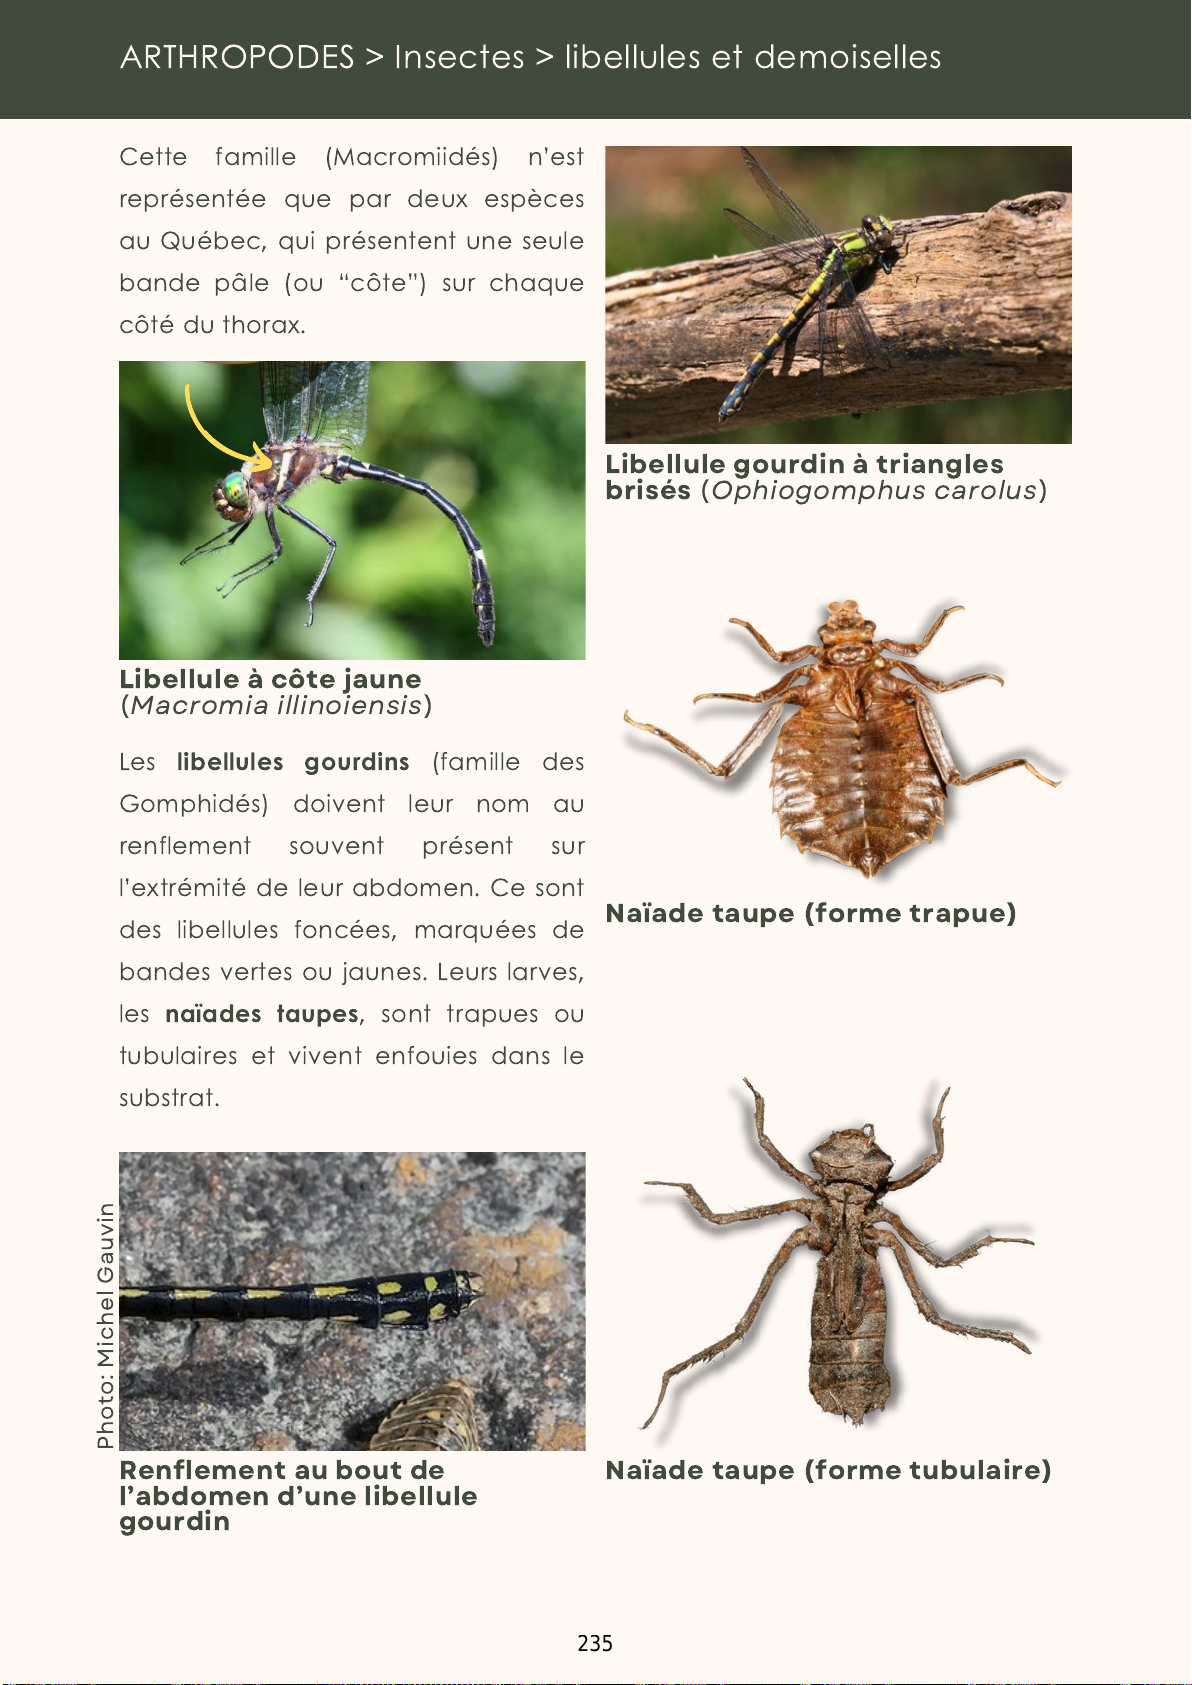 ARTHROPODES > Insectes > libellules et demoiselles
Cette famille (Macromiidés) n’est
représentée que par deux espèces
au Québec, qui présentent une seule
bande pâle (ou “côte”) sur chaque
côté du thorax.
Libellule à côte jaune
(Macromia illinoiensis)
Les libellules gourdins (famille des
Gomphidés) doivent leur nom au
renflement souvent présent sur
l'extrémité de leur abdomen. Ce sont
des libellules foncées, marquées de
bandes vertes ou jaunes. Leurs larves,
les naïades taupes, sont trapues ou
tubulaires et vivent enfouies dans le
substrat.
Photo: Michel Gauvin
Renflement au bout de
l’abdomen d’une libellule
gourdin
Libellule gourdin à triangles
brisés (Ophiogomphus carolus)
Naïade taupe (forme trapue)
Naïade taupe (forme tubulaire)
235